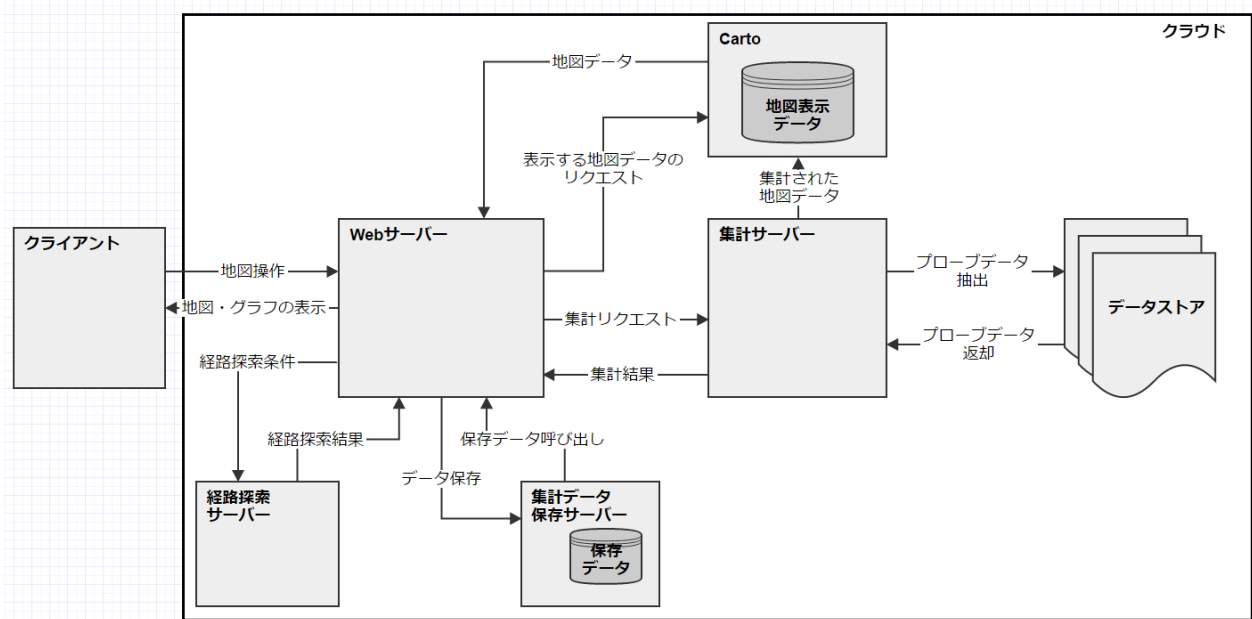 クラウド
Carto
地図データ
地図表示
データ
表示する地図データの
リクエスト
集計された
地図データ
クライアント
Webサーバー
集計サーバー
地図操作
プローブデータ
抽出
地図・グラフの表示
集計リクエスト
データストア
プローブデータ
返却
経路探索条件
集計結果
経路探索結果
保存データ呼び出し
データ保存
経路探索
サーバー
集計データ
保存サーバー
保存
データ